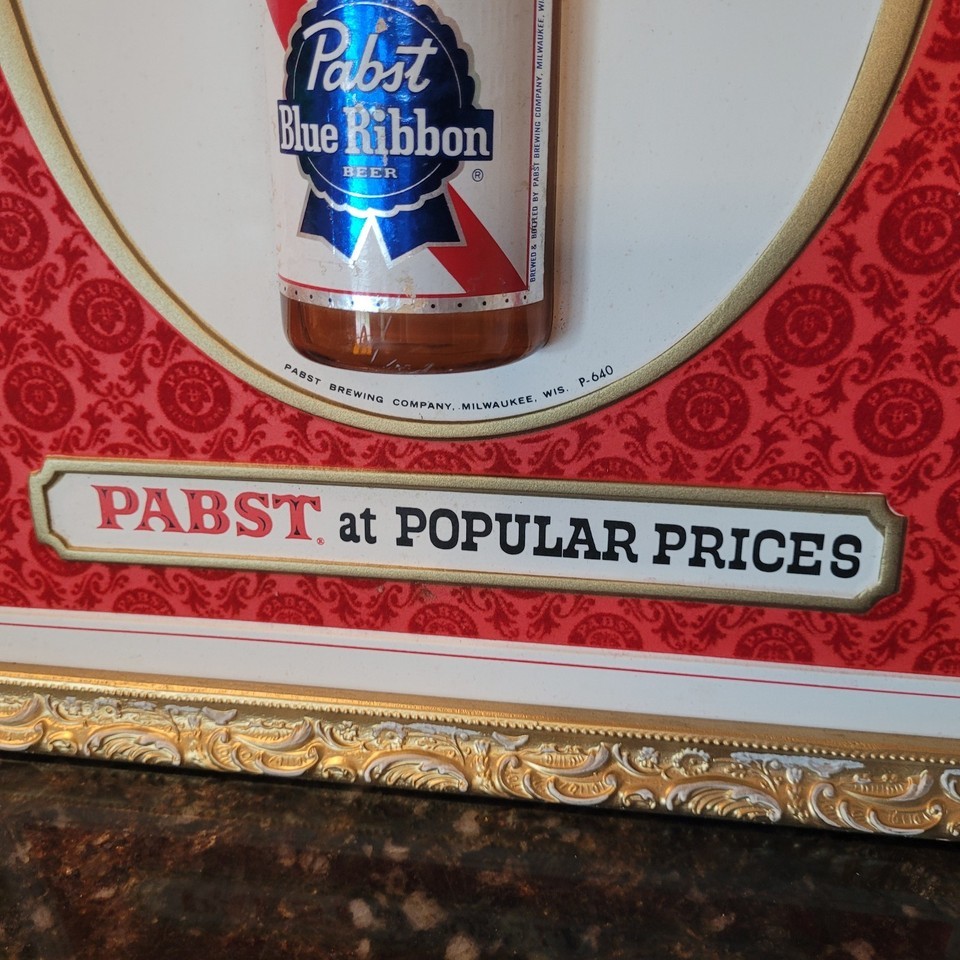 Pabst
Blue Ribbon
BEER
®
BREWED & BOTTLED BY PABST BREWING COMPANY, MILWAUKEE,
PABST BREWING COMPANY, MILWAUKEE, WIS. P-640
PABST® at POPULAR PRICES